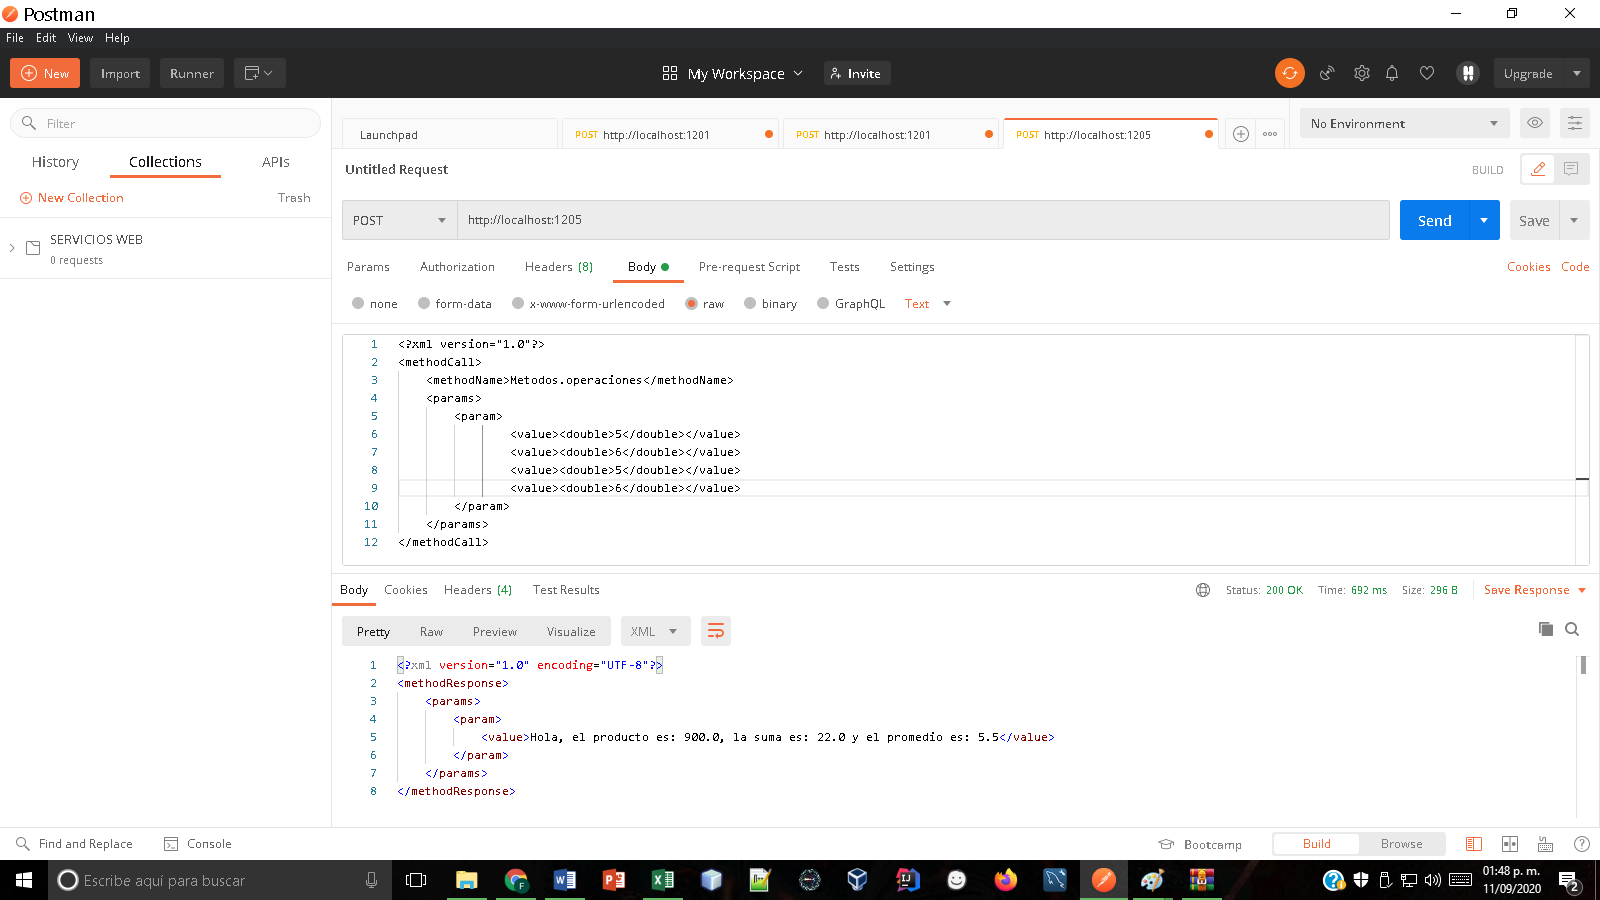 Postman
File Edit View Help
New Import Runner My Workspace Invite Upgrade
Filter
History Collections APIs
New Collection Trash
SERVICIOS WEB
0 requests
Launchpad POST http://localhost:1201 POST http://localhost:1201 POST http://localhost:1205 No Environment
Untitled Request BUILD
POST http://localhost:1205 Send Save
Params Authorization Headers (8) Body Pre-request Script Tests Settings Cookies Code
none form-data x-www-form-urlencoded raw binary GraphQL Text
1 <?xml version="1.0"?>
2 <methodCall>
3 <methodName>Metodos.operaciones</methodName>
4 <params>
5 <param>
6 <value><double>5</double></value>
7 <value><double>6</double></value>
8 <value><double>5</double></value>
9 <value><double>6</double></value>
10 </param>
11 </params>
12 </methodCall>
Body Cookies Headers (4) Test Results Status: 200 OK Time: 692 ms Size: 296 B Save Response
Pretty Raw Preview Visualize XML
1 <?xml version="1.0" encoding="UTF-8"?>
2 <methodResponse>
3 <params>
4 <param>
5 <value>Hola, el producto es: 900.0, la suma es: 22.0 y el promedio es: 5.5</value>
6 </param>
7 </params>
8 </methodResponse>
Find and Replace Console Bootcamp Build Browse
Escribe aquí para buscar 01:48 p. m.
11/09/2020 2